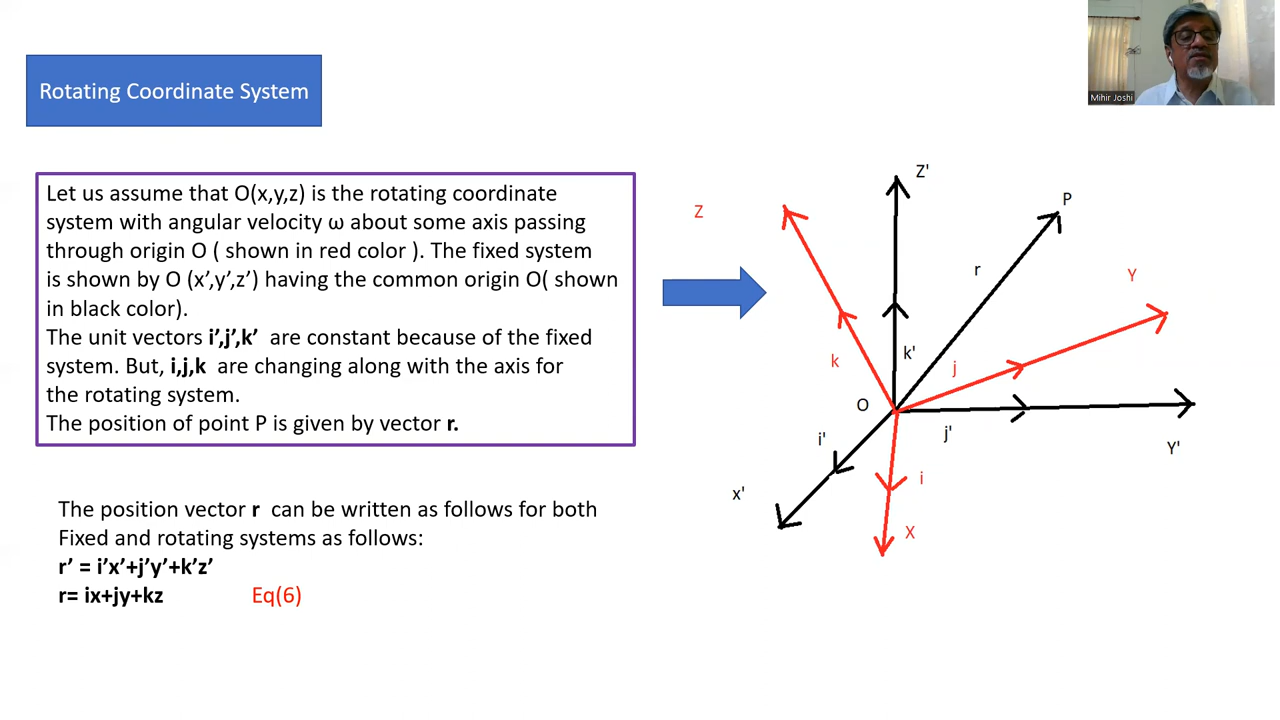 Rotating Coordinate System
Mihir Joshi
Let us assume that O(x,y,z) is the rotating coordinate
system with angular velocity ω about some axis passing
through origin O ( shown in red color ). The fixed system
is shown by O (x’,y’,z’) having the common origin O( shown
in black color).
The unit vectors i’,j’,k’ are constant because of the fixed
system. But, i,j,k are changing along with the axis for
the rotating system.
The position of point P is given by vector r.
The position vector r can be written as follows for both
Fixed and rotating systems as follows:
r’ = i’x’+j’y’+k’z’
r= ix+jy+kz Eq(6)
Z'
P
Z
r
Y
k'
k
j
O
i'
j'
Y'
i
x'
X